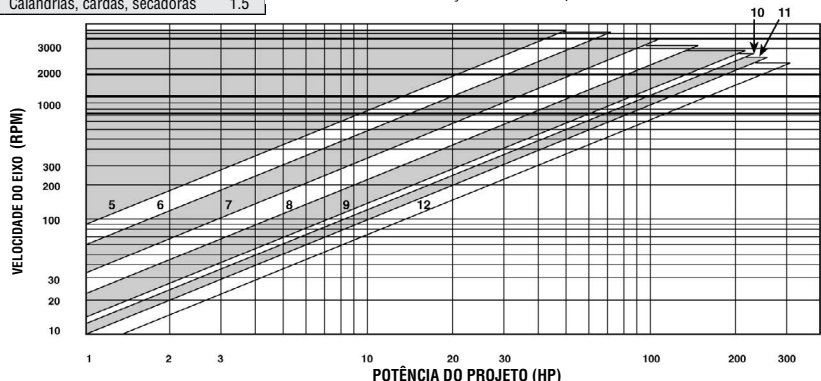 Calandrias, cardas, secadoras 1.5
10 11
3000
2000
1000
300
200
100
30
20
10
VELOCIDADE DO EIXO (RPM)
5 6 7 8 9 12
1 2 3 10 20 30 100 200 300
POTÊNCIA DO PROJETO (HP)